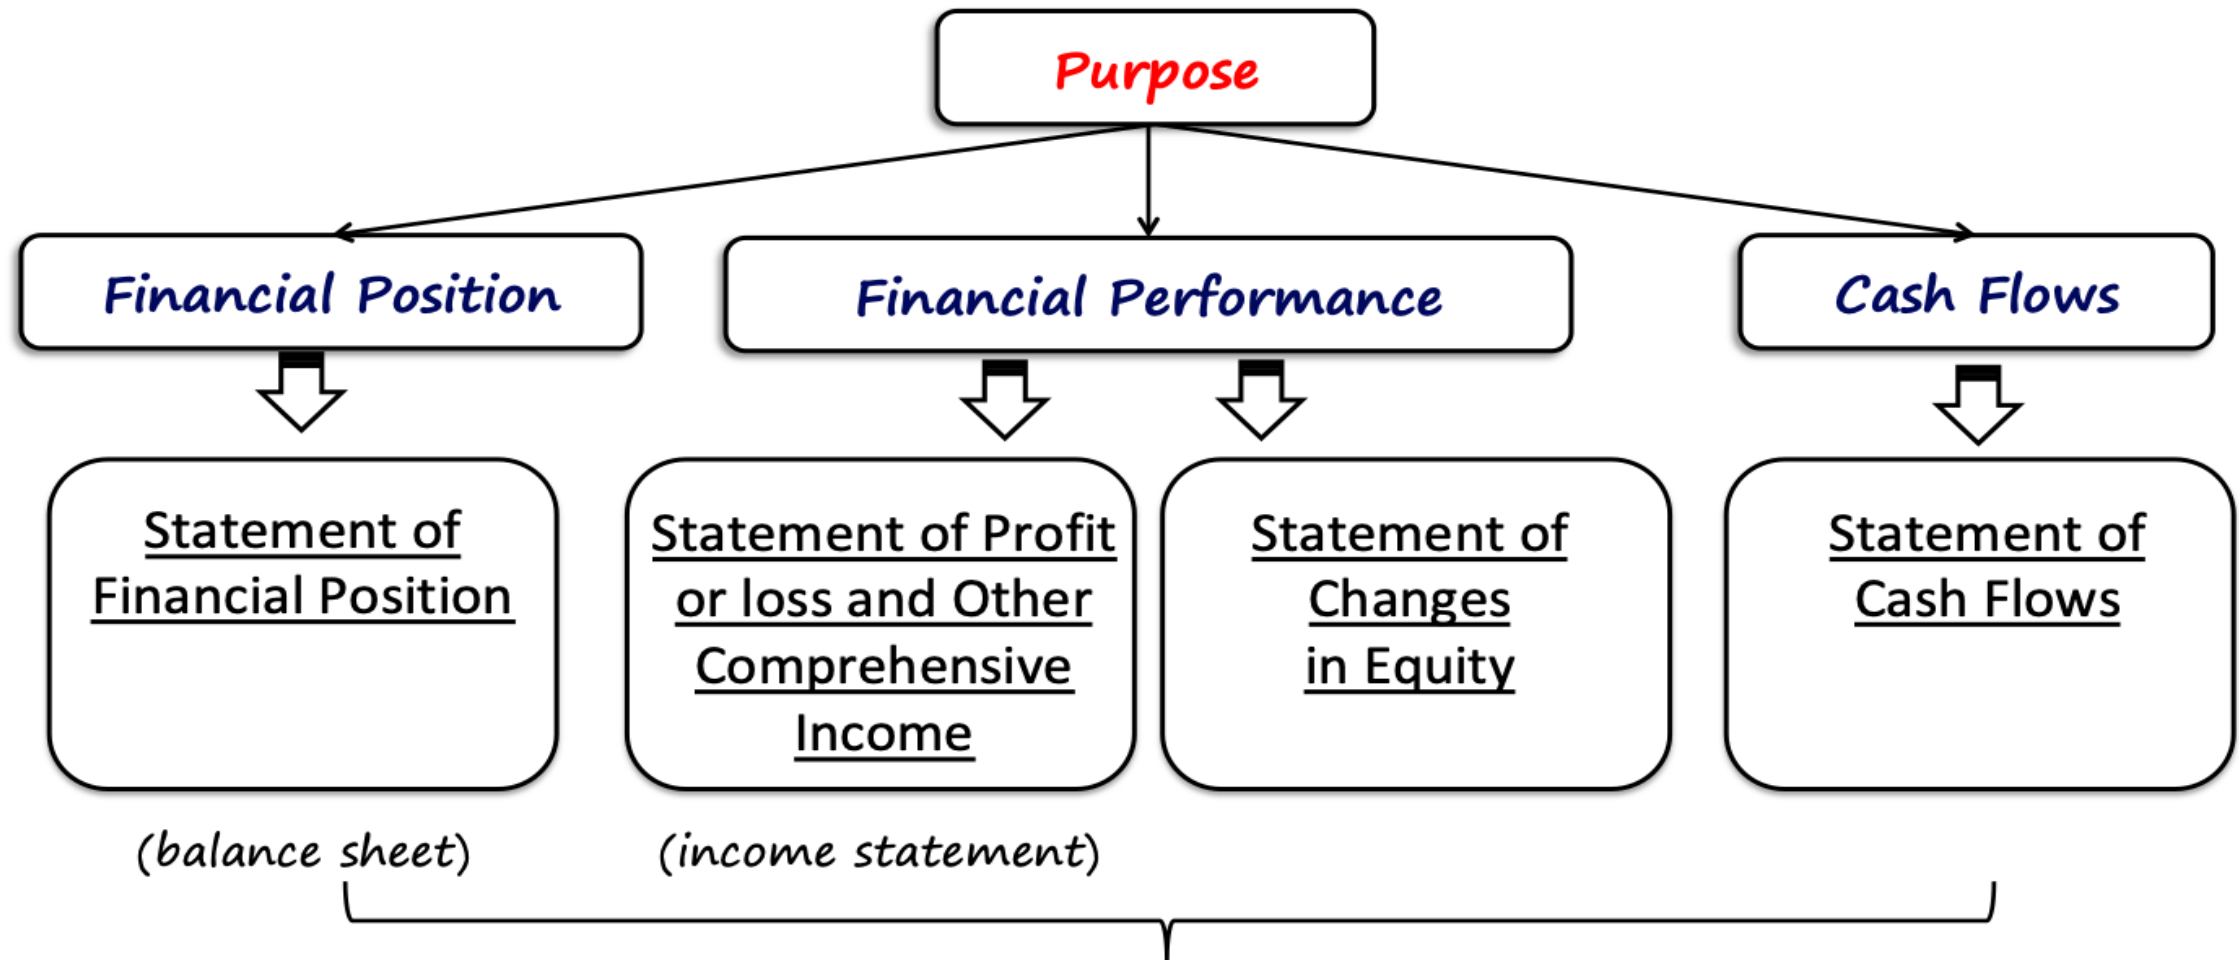 Purpose
Financial Position
Financial Performance
Cash Flows
Statement of
Financial Position
Statement of Profit
or loss and Other
Comprehensive
Income
Statement of
Changes
in Equity
Statement of
Cash Flows
(balance sheet)
(income statement)